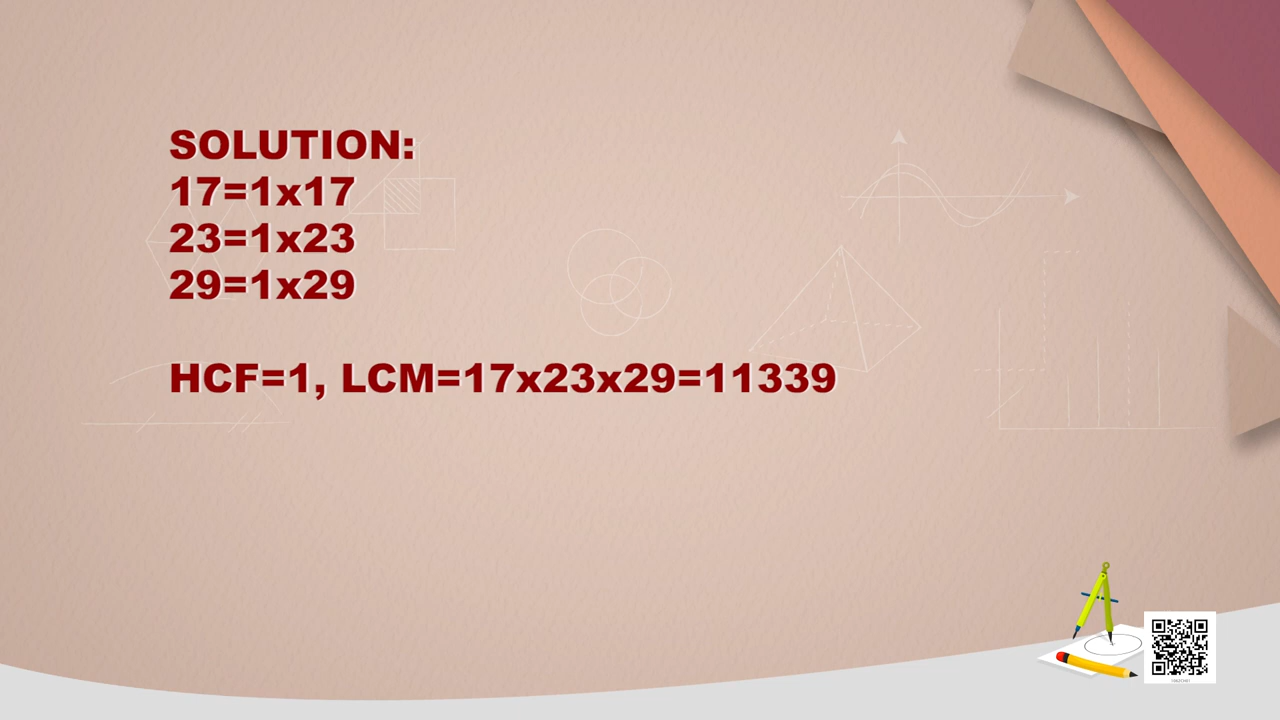 SOLUTION:
17=1x17
23=1x23
29=1x29
HCF=1, LCM=17x23x29=11339